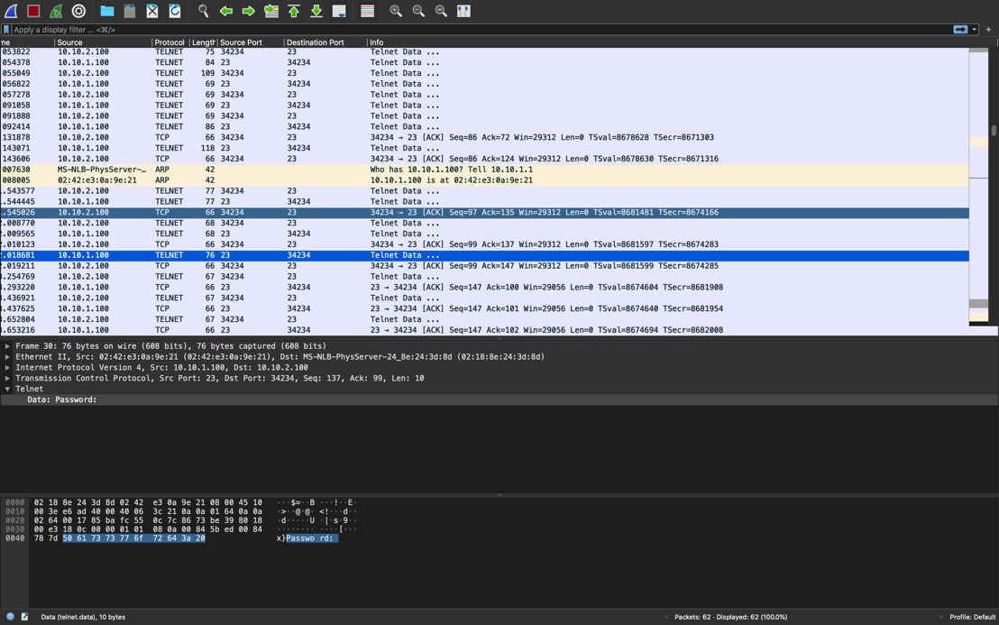 Apply a display filter ... <⌘/>
me Source Protocol Length Source Port Destination Port Info
053822 10.10.2.100 TELNET 75 34234 23 Telnet Data ...
054378 10.10.1.100 TELNET 84 23 34234 Telnet Data ...
055049 10.10.2.100 TELNET 109 34234 23 Telnet Data ...
056822 10.10.1.100 TELNET 69 23 34234 Telnet Data ...
057278 10.10.2.100 TELNET 69 34234 23 Telnet Data ...
091058 10.10.1.100 TELNET 69 23 34234 Telnet Data ...
091888 10.10.2.100 TELNET 69 34234 23 Telnet Data ...
092414 10.10.1.100 TELNET 86 23 34234 Telnet Data ...
131878 10.10.2.100 TCP 66 34234 23 34234 → 23 [ACK] Seq=86 Ack=72 Win=29312 Len=0 TSval=8678628 TSecr=8671303
143071 10.10.1.100 TELNET 118 23 34234 Telnet Data ...
143606 10.10.2.100 TCP 66 34234 23 34234 → 23 [ACK] Seq=86 Ack=124 Win=29312 Len=0 TSval=8678630 TSecr=8671316
007630 MS-NLB-PhysServer-… ARP 42 Who has 10.10.1.100? Tell 10.10.1.1
008005 02:42:e3:0a:9e:21 ARP 42 10.10.1.100 is at 02:42:e3:0a:9e:21
.543577 10.10.2.100 TELNET 77 34234 23 Telnet Data ...
.544445 10.10.1.100 TELNET 77 23 34234 Telnet Data ...
.545026 10.10.2.100 TCP 66 34234 23 34234 → 23 [ACK] Seq=97 Ack=135 Win=29312 Len=0 TSval=8681481 TSecr=8674166
.008770 10.10.2.100 TELNET 68 34234 23 Telnet Data ...
.009565 10.10.1.100 TELNET 68 23 34234 Telnet Data ...
.010123 10.10.2.100 TCP 66 34234 23 34234 → 23 [ACK] Seq=99 Ack=137 Win=29312 Len=0 TSval=8681597 TSecr=8674283
.018681 10.10.1.100 TELNET 76 23 34234 Telnet Data ...
.019211 10.10.2.100 TCP 66 34234 23 34234 → 23 [ACK] Seq=99 Ack=147 Win=29312 Len=0 TSval=8681599 TSecr=8674285
.254769 10.10.2.100 TELNET 67 34234 23 Telnet Data ...
.293220 10.10.1.100 TCP 66 23 34234 23 → 34234 [ACK] Seq=147 Ack=100 Win=29056 Len=0 TSval=8674604 TSecr=8681908
.436921 10.10.2.100 TELNET 67 34234 23 Telnet Data ...
.437625 10.10.1.100 TCP 66 23 34234 23 → 34234 [ACK] Seq=147 Ack=101 Win=29056 Len=0 TSval=8674640 TSecr=8681954
.652804 10.10.2.100 TELNET 67 34234 23 Telnet Data ...
.653216 10.10.1.100 TCP 66 23 34234 23 → 34234 [ACK] Seq=147 Ack=102 Win=29056 Len=0 TSval=8674694 TSecr=8682008
Frame 30: 76 bytes on wire (608 bits), 76 bytes captured (608 bits)
Ethernet II, Src: 02:42:e3:0a:9e:21 (02:42:e3:0a:9e:21), Dst: MS-NLB-PhysServer-24_8e:24:3d:8d (02:18:8e:24:3d:8d)
Internet Protocol Version 4, Src: 10.10.1.100, Dst: 10.10.2.100
Transmission Control Protocol, Src Port: 23, Dst Port: 34234, Seq: 137, Ack: 99, Len: 10
Telnet
Data: Password:
0000 02 18 8e 24 3d 8d 02 42 e3 0a 9e 21 08 00 45 10 ···$=··B ···!··E·
0010 00 3e e6 ad 40 00 40 06 3c 21 0a 0a 01 64 0a 0a ·>··@·@· <!···d··
0020 02 64 00 17 85 ba fc 55 0c 7c 86 73 be 39 80 18 ·d·····U ·|·s·9··
0030 00 e3 18 0c 00 00 01 01 08 0a 00 84 5b ed 00 84 ········ ····[···
0040 78 7d 50 61 73 73 77 6f 72 64 3a 20 x}Passwo rd:
Data (telnet.data), 10 bytes
Packets: 62 · Displayed: 62 (100.0%)
Profile: Default